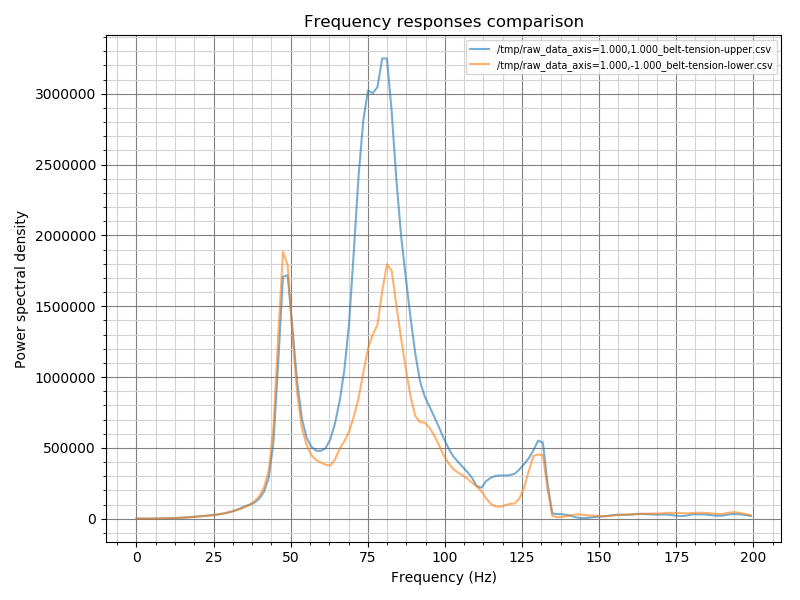 Frequency responses comparison
/tmp/raw_data_axis=1.000,1.000_belt-tension-upper.csv
/tmp/raw_data_axis=1.000,-1.000_belt-tension-lower.csv
Power spectral density
3000000
2500000
2000000
1500000
1000000
500000
0
0 25 50 75 100 125 150 175 200
Frequency (Hz)